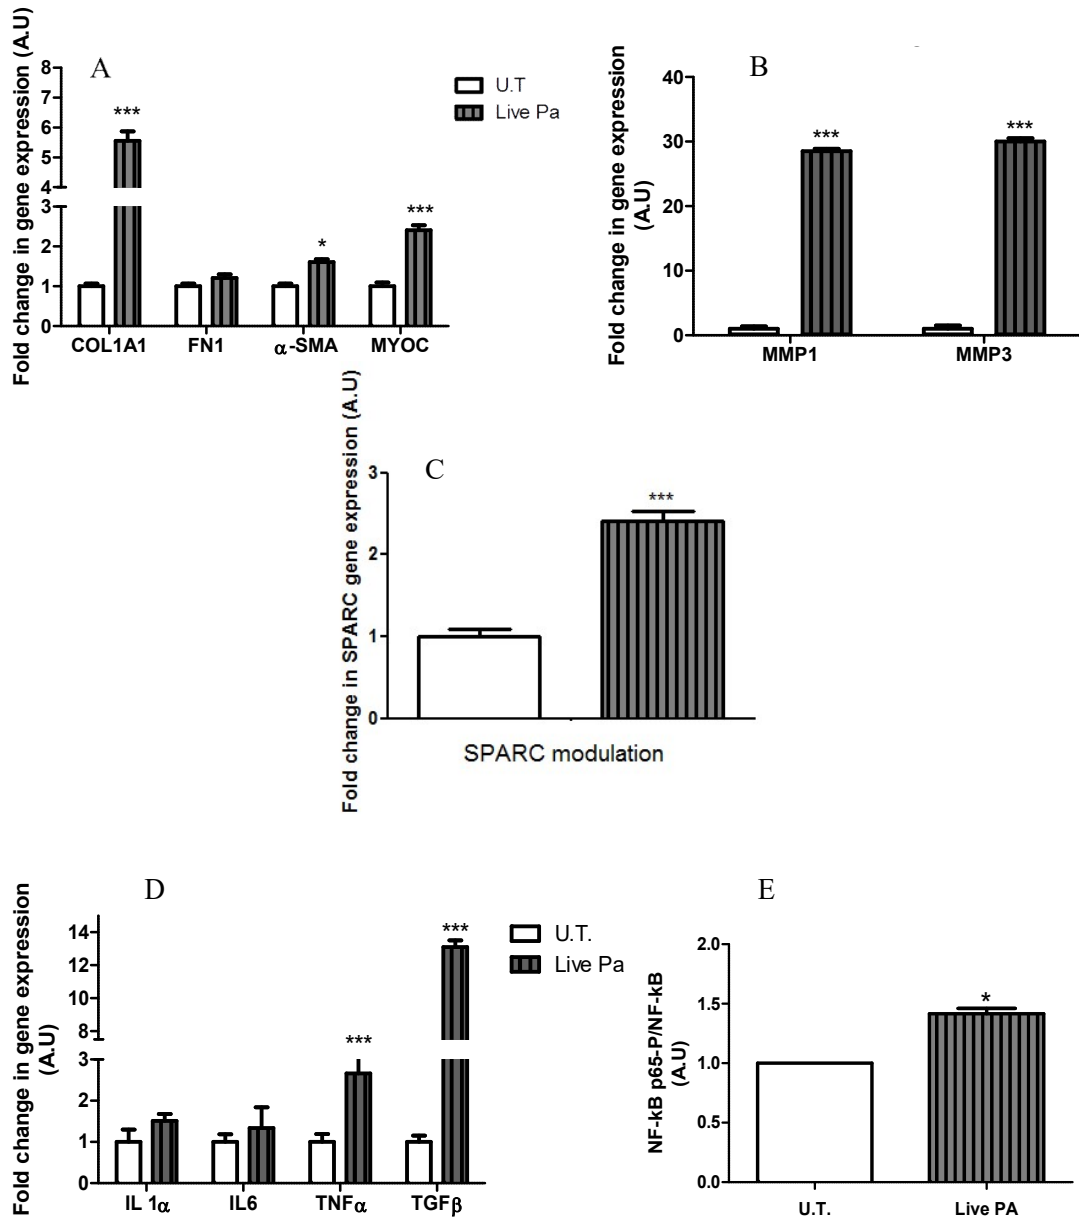 A
Fold change in gene expression (A.U)
8
7
6
5
4
3
2
1
0
***
*
***
COL1A1 FN1 α-SMA MYOC
U.T
Live Pa
B
Fold change in gene expression
(A.U)
40
30
20
10
0
***
***
MMP1 MMP3
C
Fold change in SPARC gene expression (A.U)
3
2
1
0
***
SPARC modulation
D
Fold change in gene expression
(A.U)
14
12
10
8
3
2
1
0
***
***
IL 1α IL6 TNFα TGFβ
U.T.
Live Pa
E
NF-kB p65-P/NF-kB
(A.U)
2.0
1.5
1.0
0.5
0.0
*
U.T. Live PA